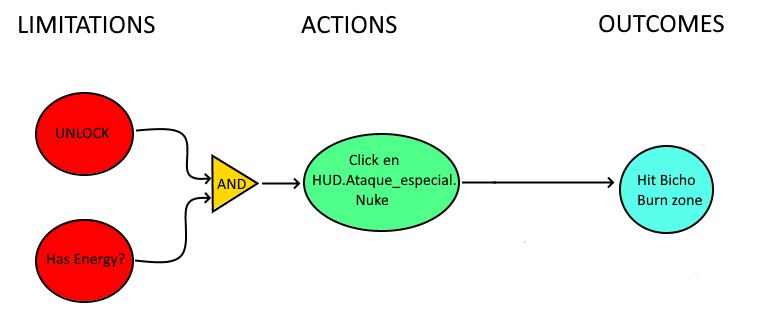 LIMITATIONS
ACTIONS
OUTCOMES
UNLOCK
Has Energy?
AND
Click en
HUD.Ataque_especial.
Nuke
Hit Bicho
Burn zone